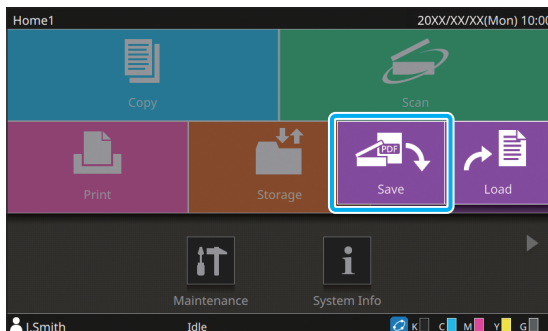 Home1 20XX/XX/XX(Mon) 10:00
Copy Scan
PDF
Print Storage Save Load
Maintenance System Info
J.Smith Idle K C M Y G